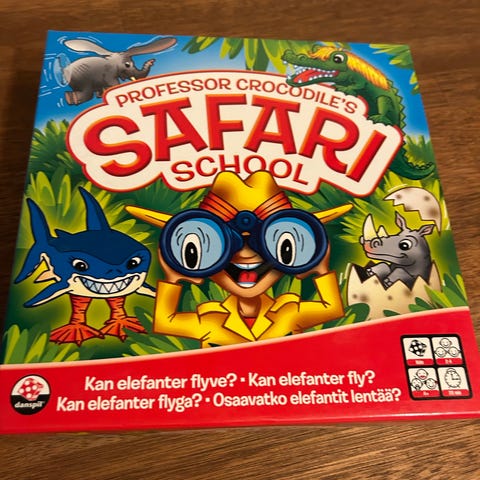 PROFESSOR CROCODILE'S
SAFARI
SCHOOL
Kan elefanter flyve? • Kan elefanter fly?
Kan elefanter flyga? • Osaavatko elefantit lentää?
danspil